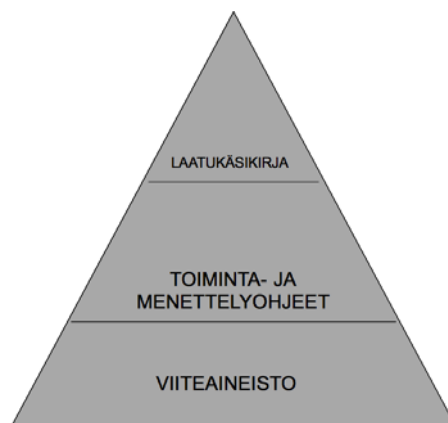 LAATUKÄSIKIRJA
TOIMINTA- JA
MENETTELYOHJEET
VIITEAINEISTO